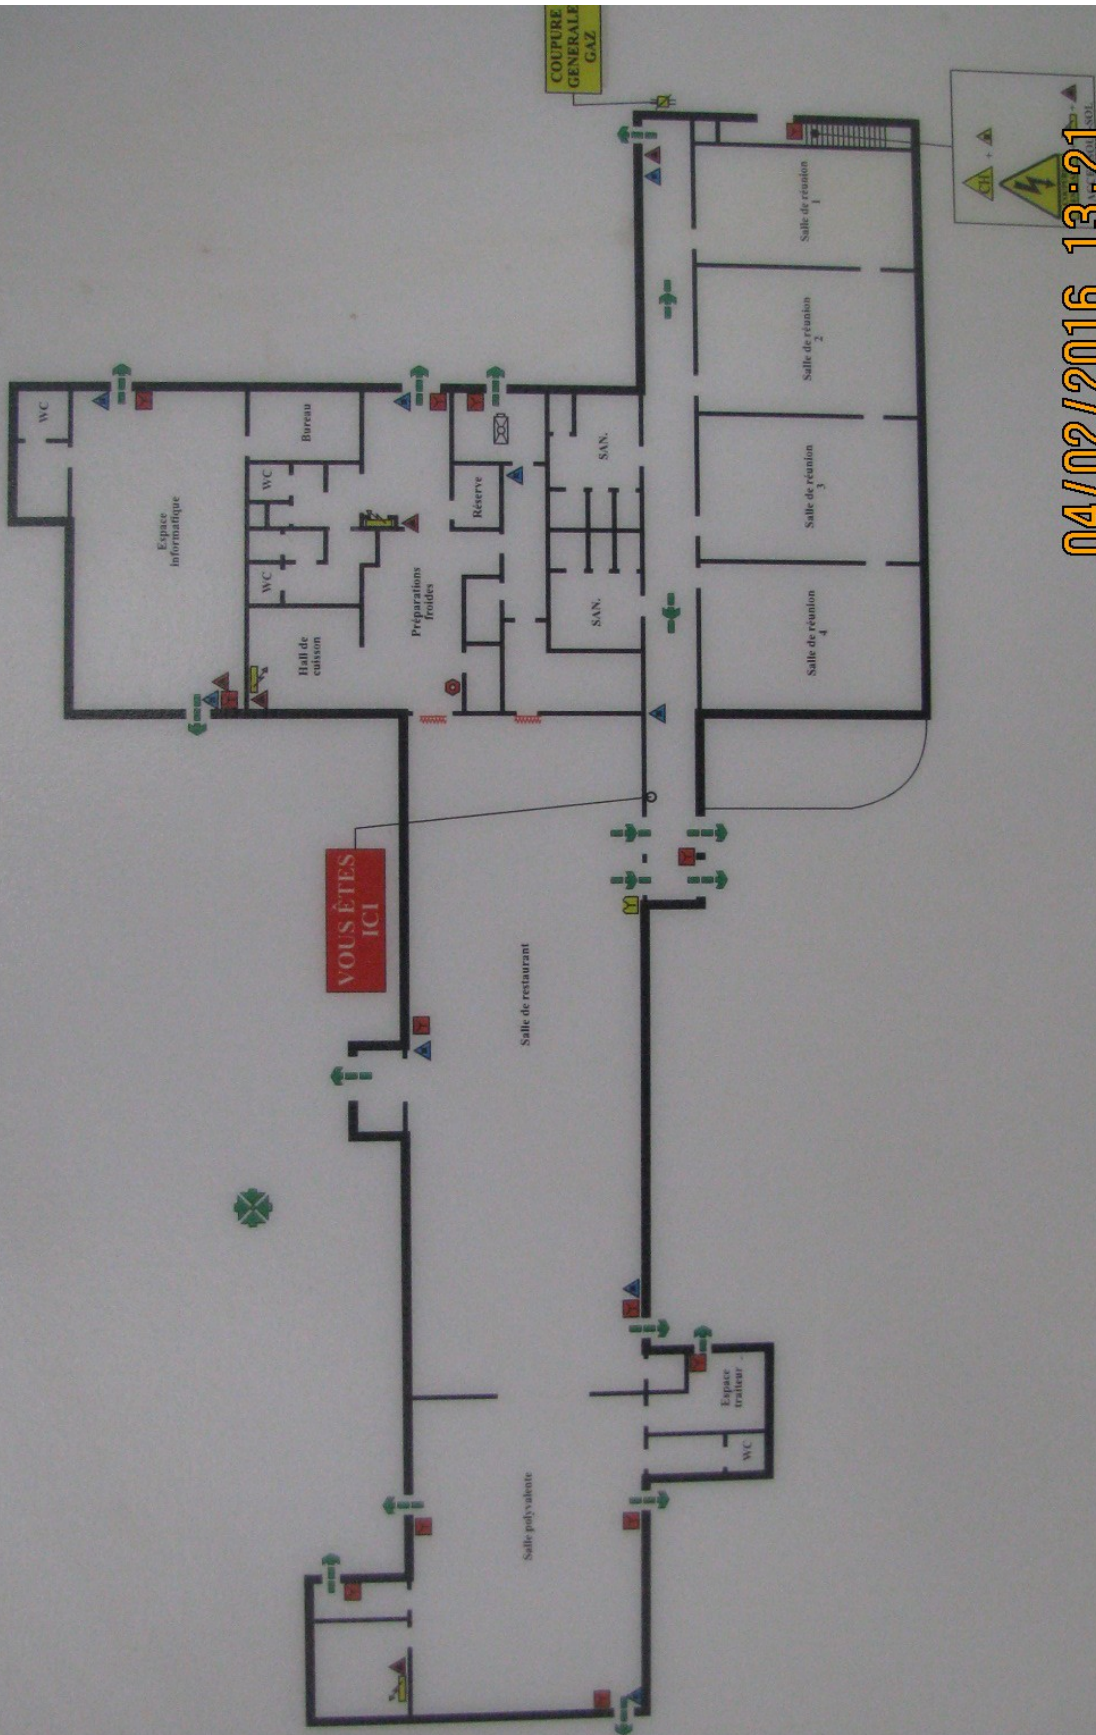 COUPURE
GENERALE
GAZ
CH
04/02/2016 13:21
Salle de réunion
1
Salle de réunion
2
Salle de réunion
3
Salle de réunion
4
WC
Espace
informatique
Bureau
WC
WC
Hall de
cuisson
Préparations
froides
Réserve
SAN.
SAN.
VOUS ÊTES
ICI
Salle de restaurant
Espace
traiteur
WC
Salle polyvalente